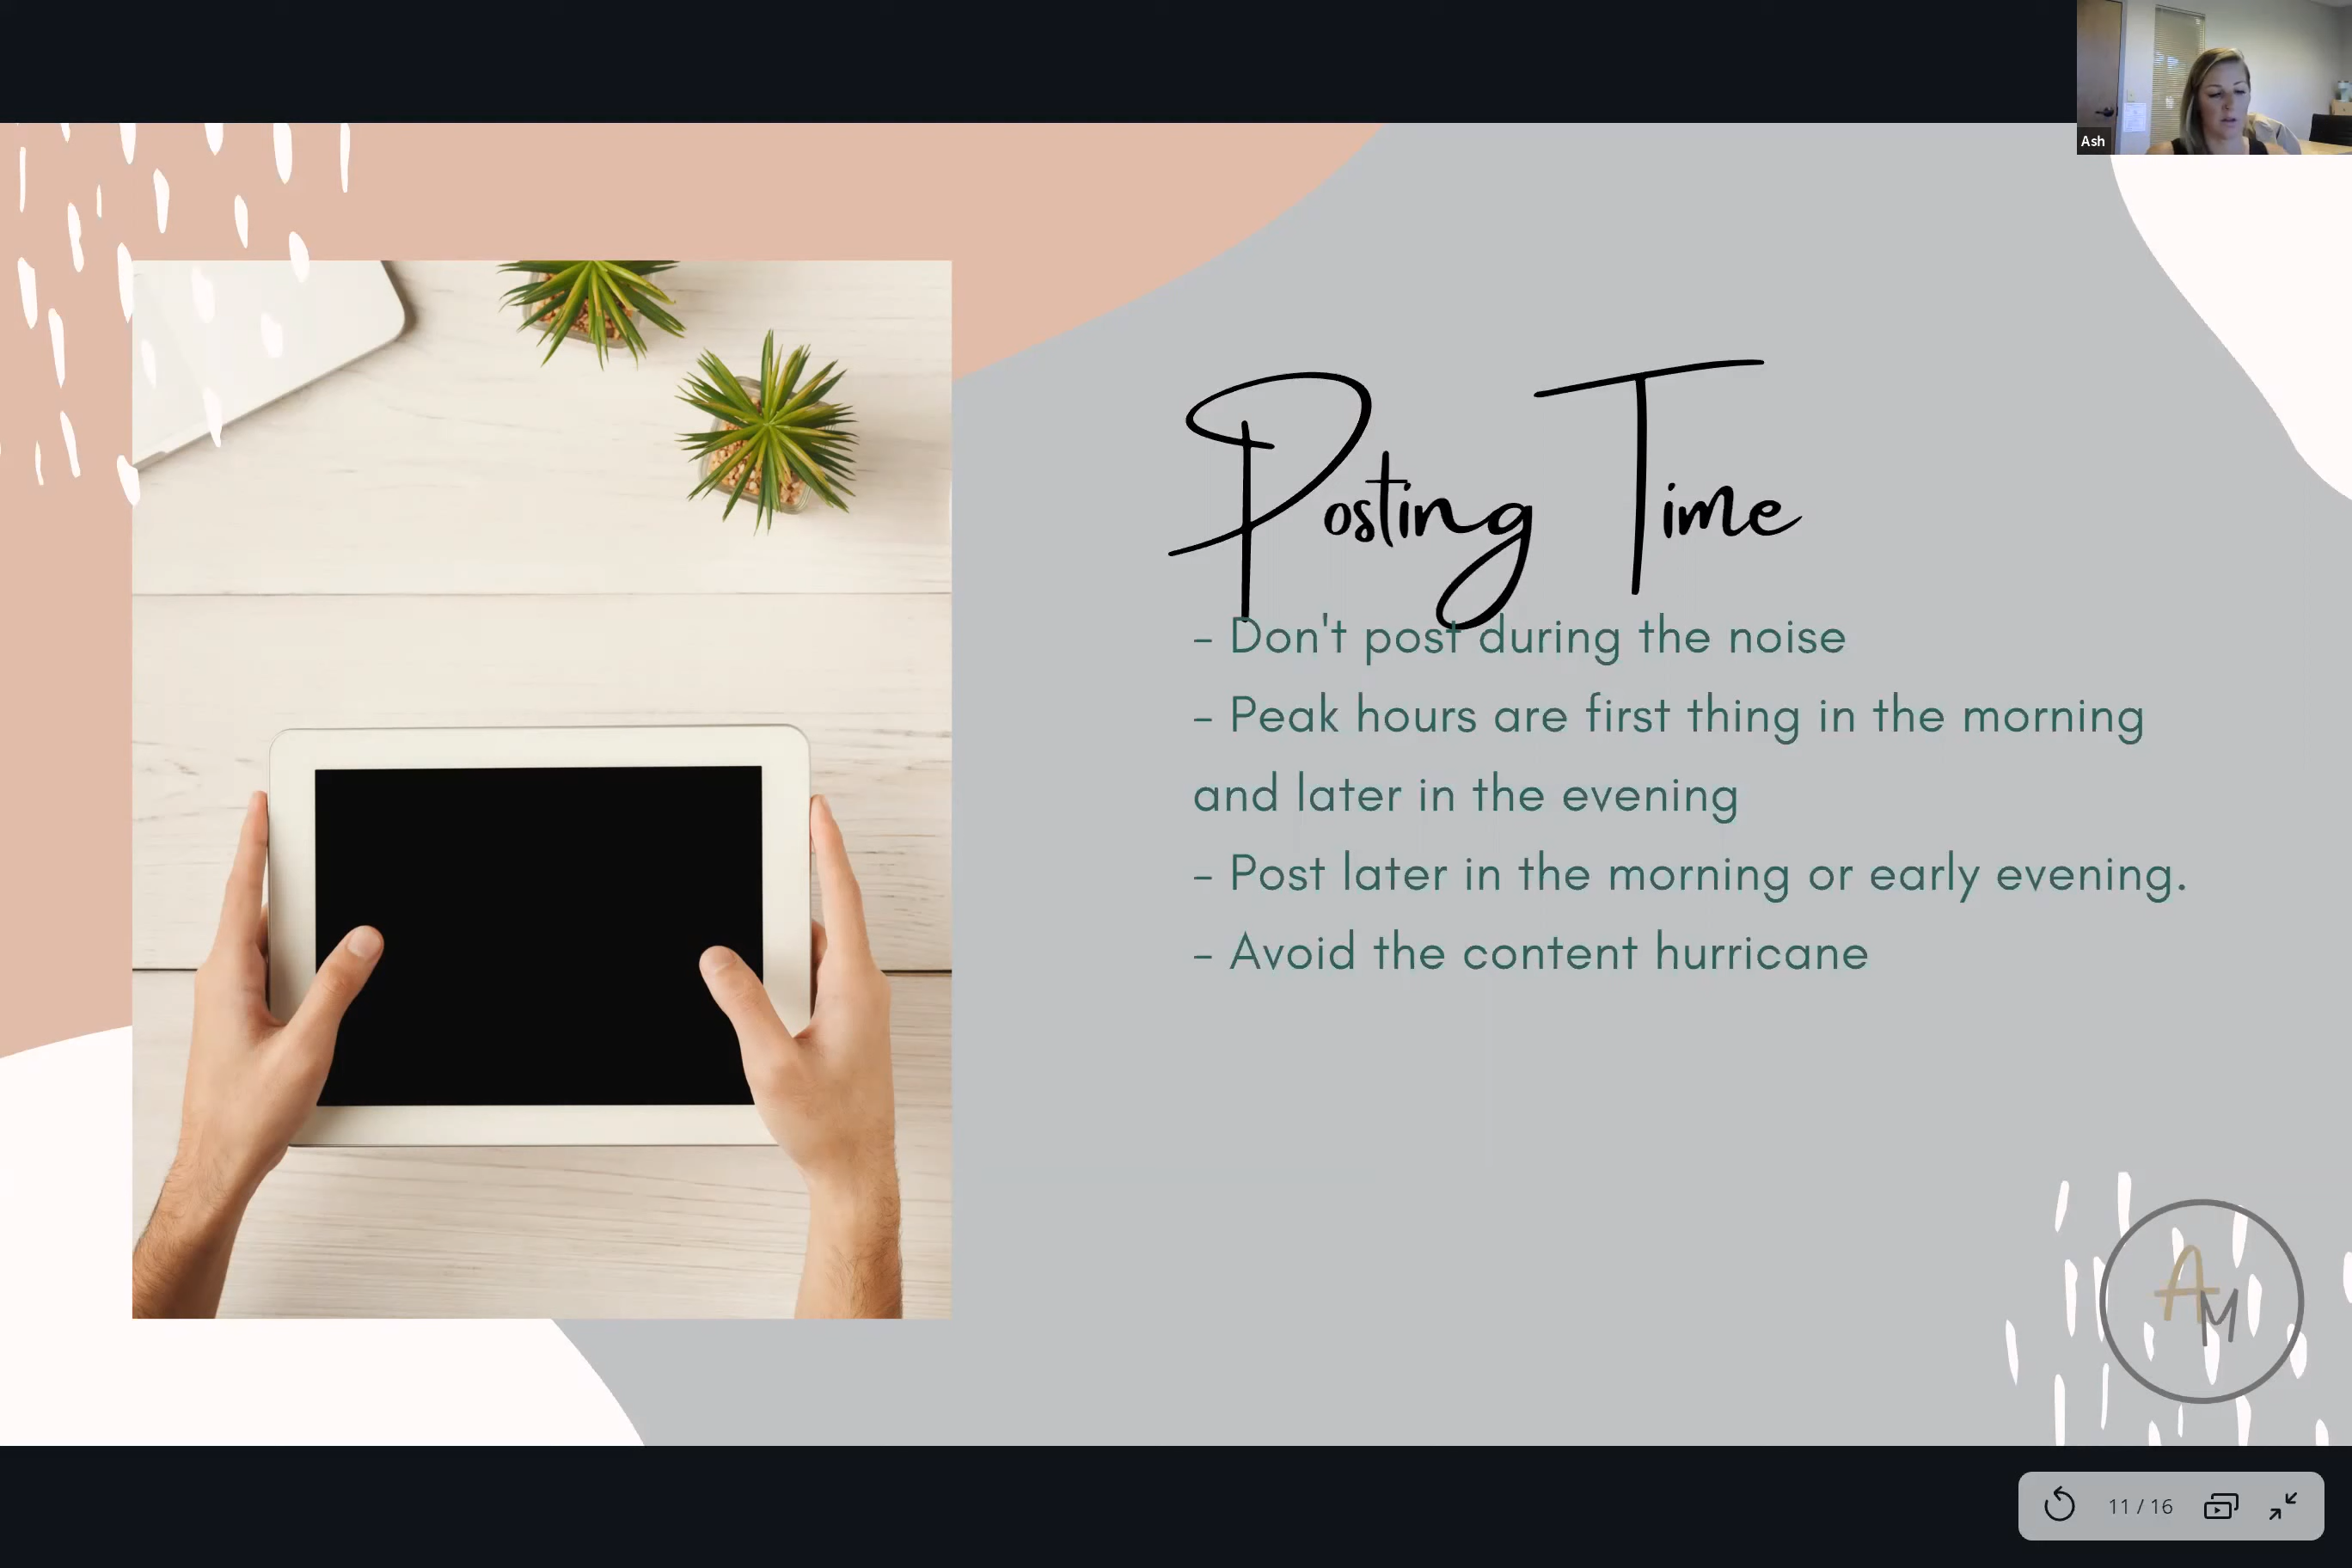 Ash
Posting Time
- Don't post during the noise
- Peak hours are first thing in the morning
and later in the evening
- Post later in the morning or early evening.
- Avoid the content hurricane
AM
11 / 16